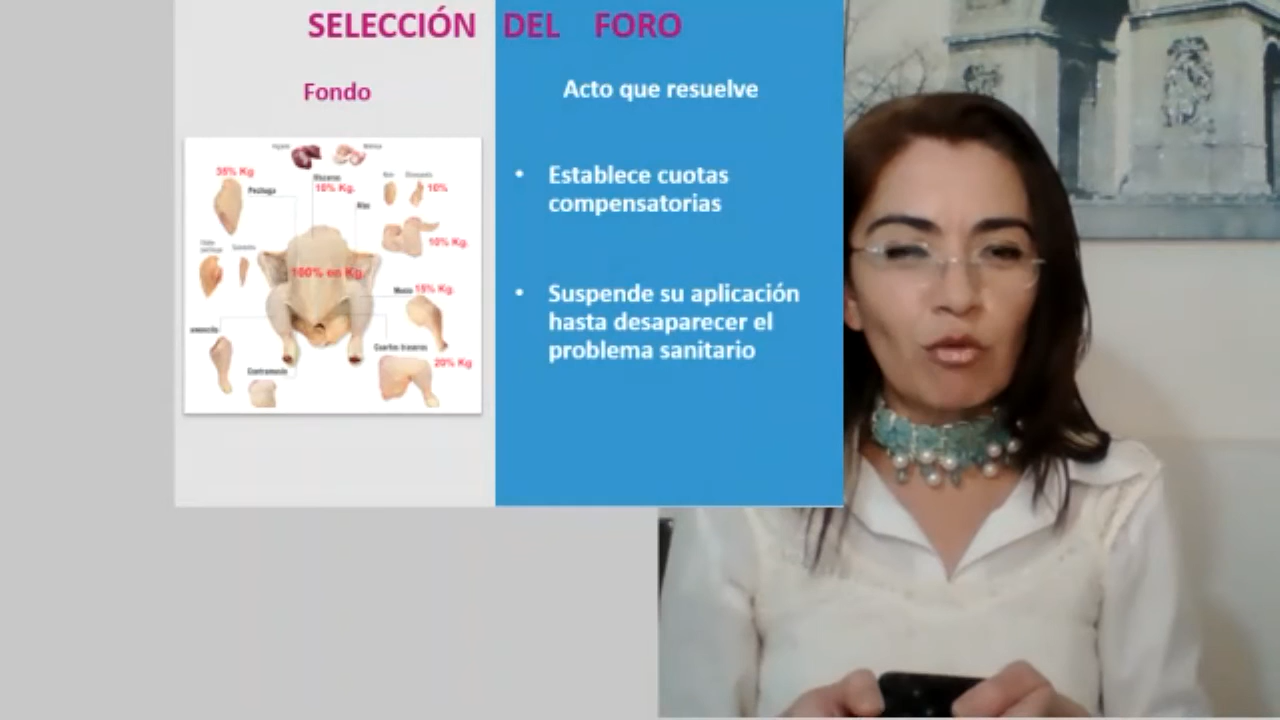 SELECCIÓN DEL FORO
Fondo
Acto que resuelve
• Establece cuotas
compensatorias
• Suspende su aplicación
hasta desaparecer el
problema sanitario
35% Kg
Pechuga
Vísceras
10% Kg.
10%
Alas
10% Kg.
100% en Kg.
Muslo
15% Kg.
Cuartos traseros
20% Kg
Contramuslo